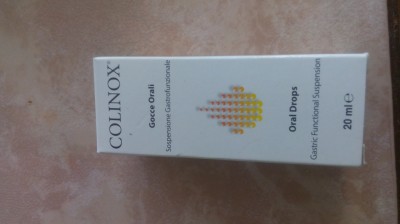 COLINOX®
Gocce Orali
Sospensione Gastrofunzionale
Oral Drops
Gastric Functional Suspension
20 ml e